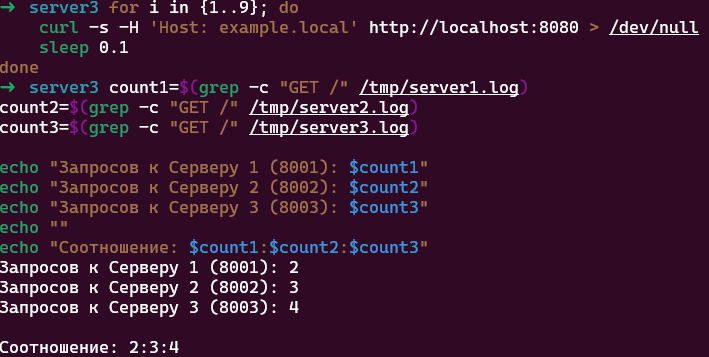 → server3 for i in {1..9}; do
curl -s -H 'Host: example.local' http://localhost:8080 > /dev/null
sleep 0.1
done
→ server3 count1=$(grep -c "GET /" /tmp/server1.log)
count2=$(grep -c "GET /" /tmp/server2.log)
count3=$(grep -c "GET /" /tmp/server3.log)
echo "Запросов к Серверу 1 (8001): $count1"
echo "Запросов к Серверу 2 (8002): $count2"
echo "Запросов к Серверу 3 (8003): $count3"
echo ""
echo "Соотношение: $count1:$count2:$count3"
Запросов к Серверу 1 (8001): 2
Запросов к Серверу 2 (8002): 3
Запросов к Серверу 3 (8003): 4
Соотношение: 2:3:4